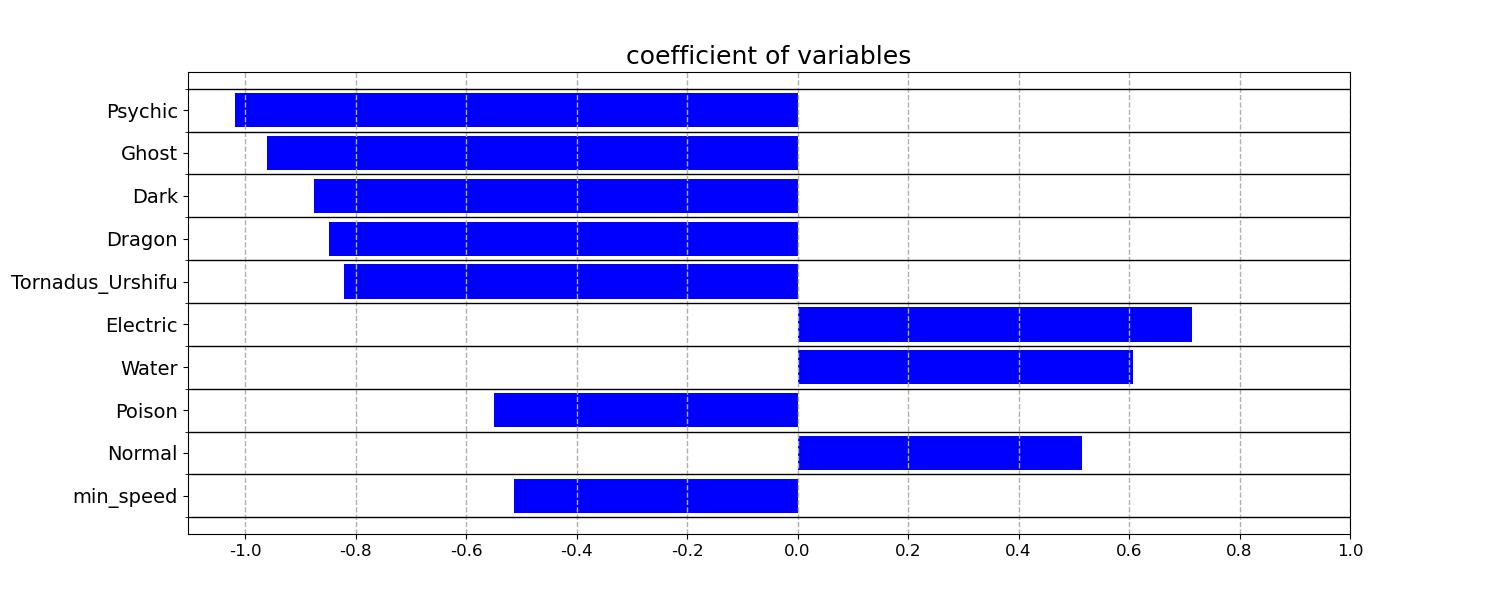 coefficient of variables
Psychic
Ghost
Dark
Dragon
Tornadus_Urshifu
Electric
Water
Poison
Normal
min_speed
-1.0 -0.8 -0.6 -0.4 -0.2 0.0 0.2 0.4 0.6 0.8 1.0